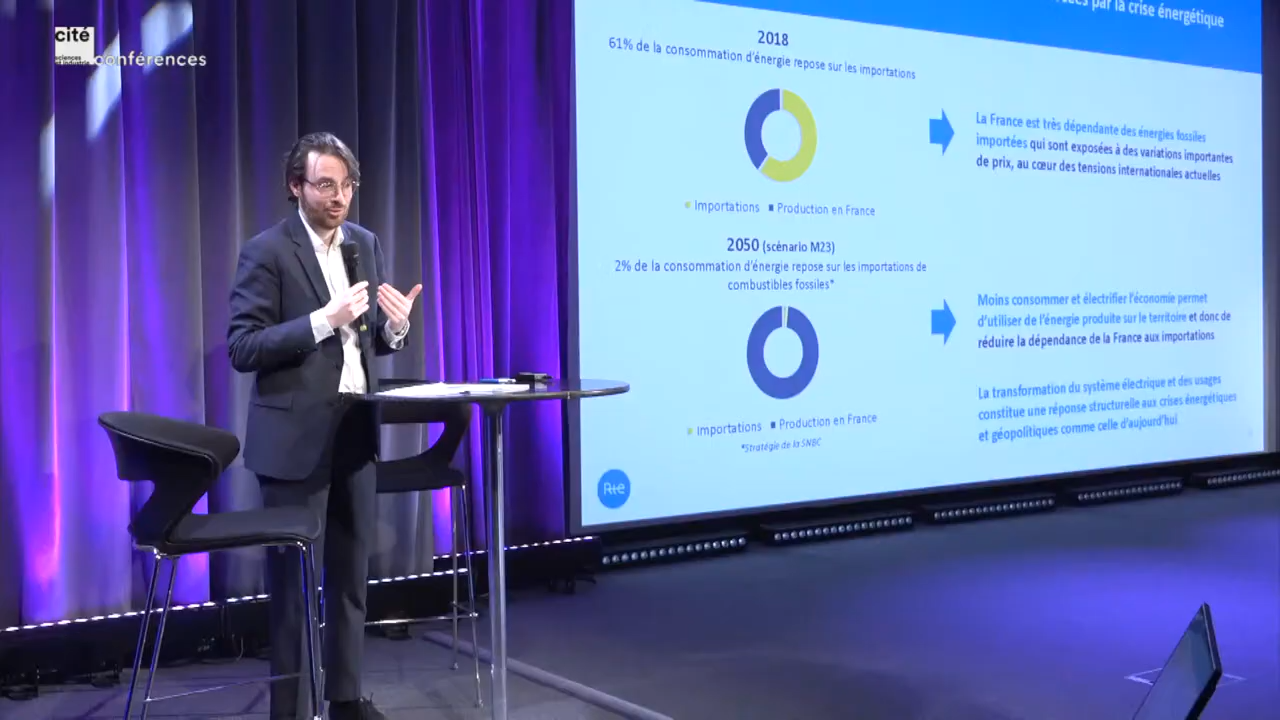 cité
sciences
et industrie
conférences
par la crise énergétique
2018
61% de la consommation d'énergie repose sur les importations
Importations Production en France
La France est très dépendante des énergies fossiles
importées qui sont exposées à des variations importantes
de prix, au cœur des tensions internationales actuelles
2050 (scénario M23)
2% de la consommation d'énergie repose sur les importations de
combustibles fossiles*
Importations Production en France
*Stratégie de la SNBC
Moins consommer et électrifier l'économie permet
d'utiliser de l'énergie produite sur le territoire et donc de
réduire la dépendance de la France aux importations
La transformation du système électrique et des usages
constitue une réponse structurelle aux crises énergétiques
et géopolitiques comme celle d'aujourd'hui
Rte